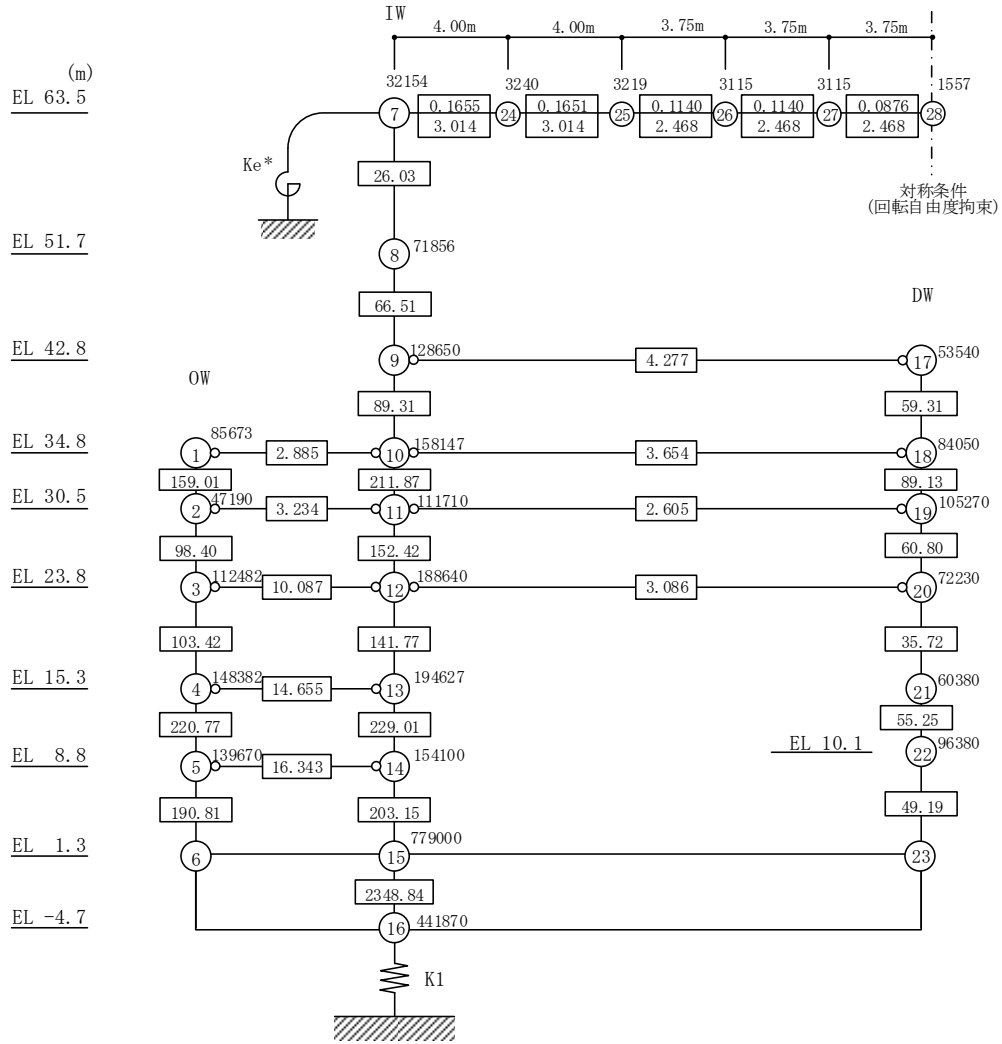 IW
4.00m 4.00m 3.75m 3.75m 3.75m
(m)
32154 3240 3219 3115 3115 1557
EL 63.5
7 0.1655 24 0.1651 25 0.1140 26 0.1140 27 0.0876 28
3.014 3.014 2.468 2.468 2.468
Ke*
26.03
対称条件
(回転自由度拘束)
EL 51.7
8 71856
66.51
DW
EL 42.8
9 128650 4.277 17 53540
OW
89.31 59.31
EL 34.8
1 85673 2.885 10 158147 3.654 18 84050
159.01 211.87 89.13
EL 30.5
2 47190 3.234 11 111710 2.605 19 105270
98.40 152.42 60.80
EL 23.8
3 112482 10.087 12 188640 3.086 20 72230
103.42 141.77 35.72
EL 15.3
4 148382 14.655 13 194627 21 60380
220.77 229.01 55.25
EL 8.8
5 139670 16.343 14 154100 EL 10.1 22 96380
190.81 203.15 49.19
EL 1.3
6 15 779000 23
2348.84
EL -4.7
16 441870
K1